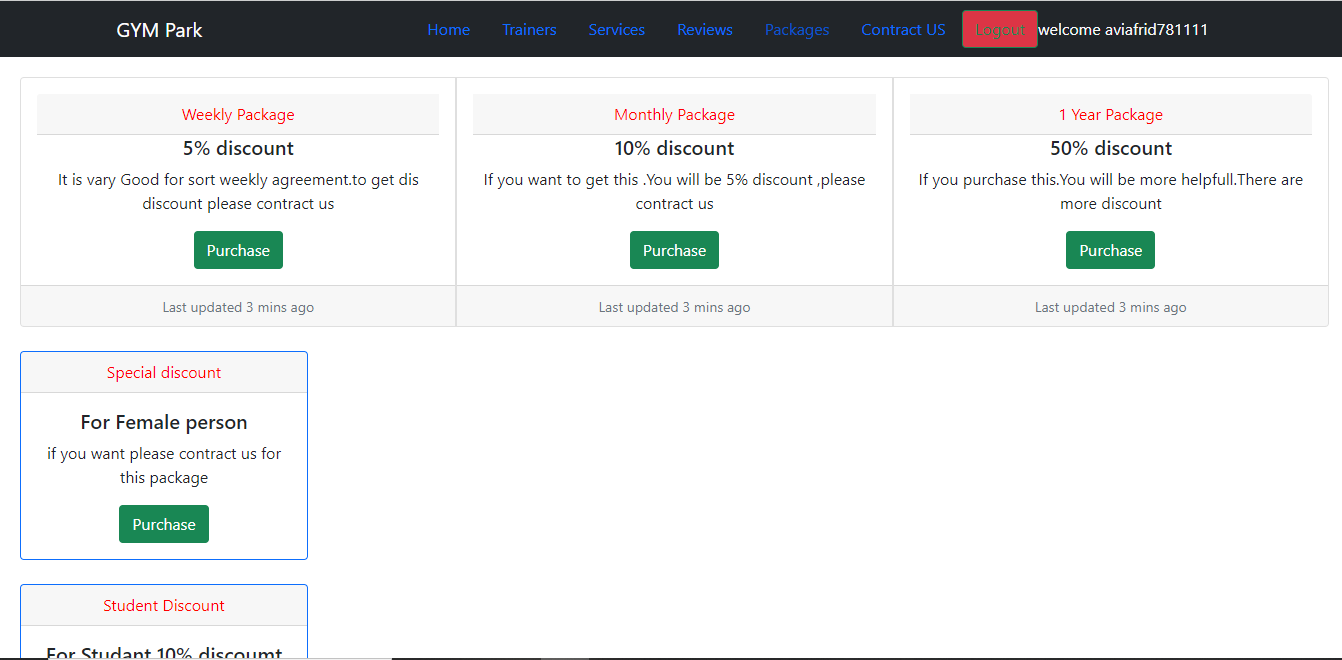 GYM Park
Home Trainers Services Reviews Packages Contract US Logout welcome aviafrid781111
Weekly Package
5% discount
It is vary Good for sort weekly agreement.to get dis
discount please contract us
Purchase
Last updated 3 mins ago
Monthly Package
10% discount
If you want to get this .You will be 5% discount ,please
contract us
Purchase
Last updated 3 mins ago
1 Year Package
50% discount
If you purchase this.You will be more helpfull.There are
more discount
Purchase
Last updated 3 mins ago
Special discount
For Female person
if you want please contract us for
this package
Purchase
Student Discount
For Studant 10% discoumt